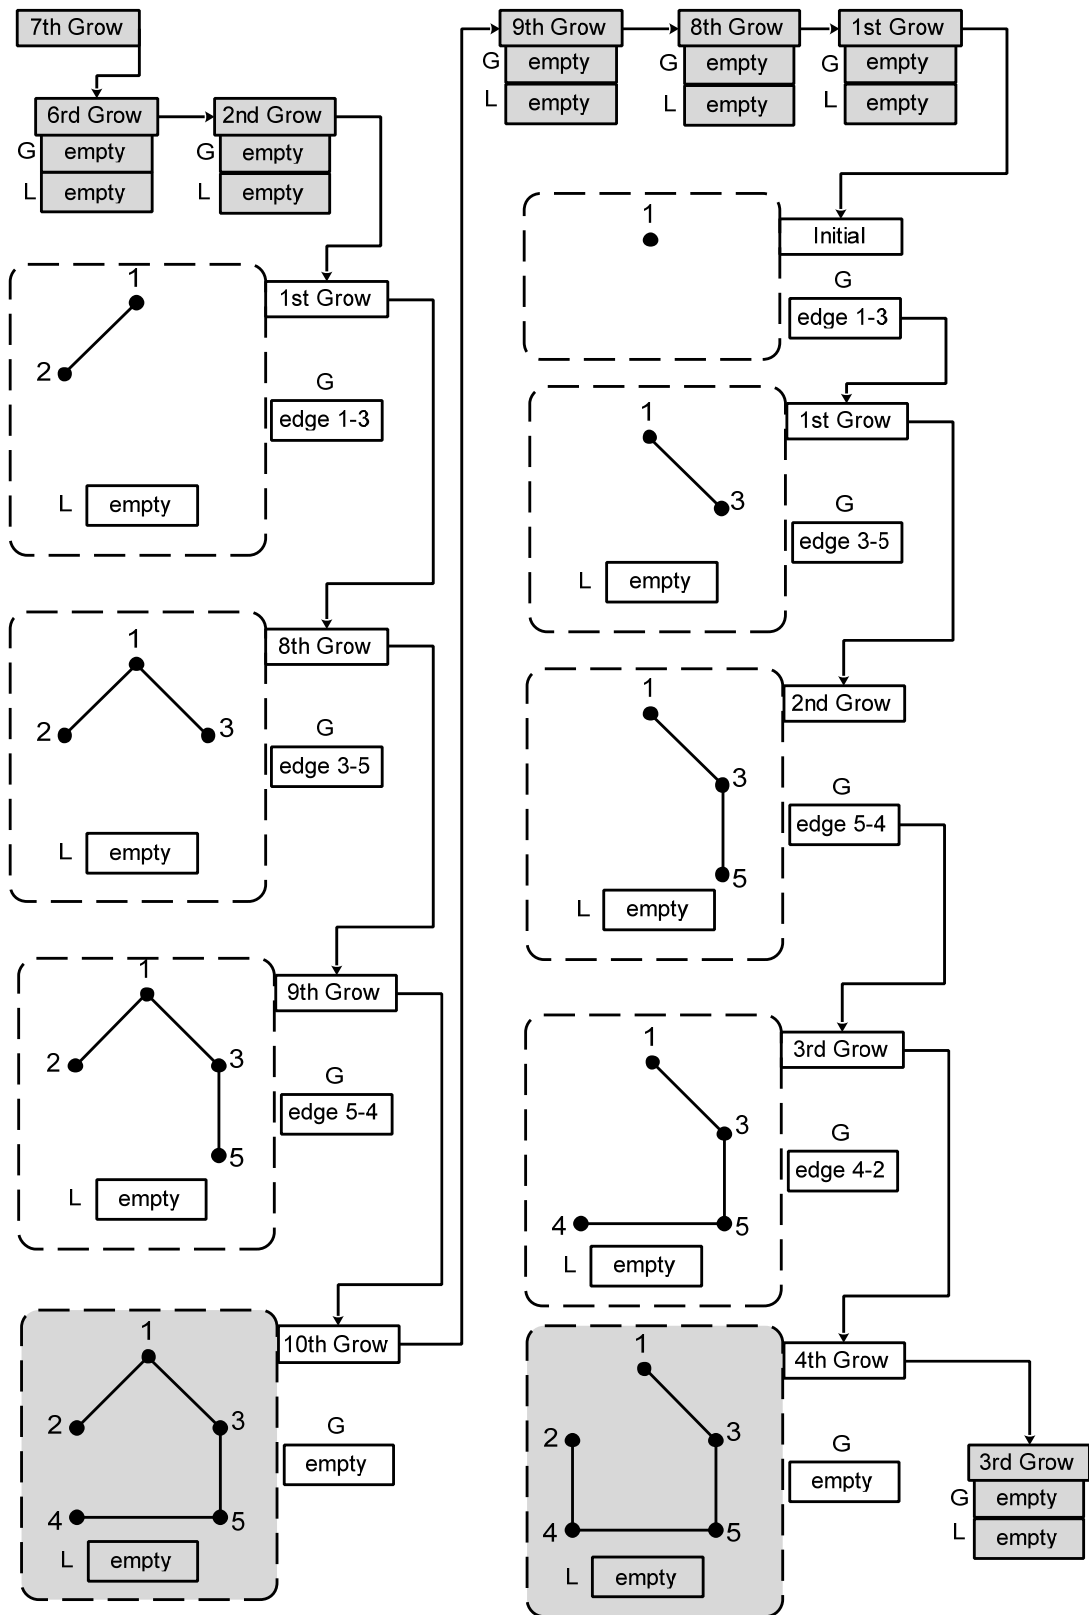 7th Grow
6rd Grow
2nd Grow
G
empty
G
empty
L
empty
L
empty
1
1st Grow
2
G
edge 1-3
L
empty
1
8th Grow
2
3
G
edge 3-5
L
empty
1
9th Grow
2
3
G
edge 5-4
5
L
empty
1
10th Grow
2
3
G
empty
4
5
L
empty
9th Grow
8th Grow
1st Grow
G
empty
G
empty
G
empty
L
empty
L
empty
L
empty
1
Initial
G
edge 1-3
1
1st Grow
3
G
edge 3-5
L
empty
1
2nd Grow
3
G
edge 5-4
5
L
empty
1
3rd Grow
3
G
edge 4-2
4
5
L
empty
1
4th Grow
2
3
G
empty
4
5
L
empty
3rd Grow
G
empty
L
empty